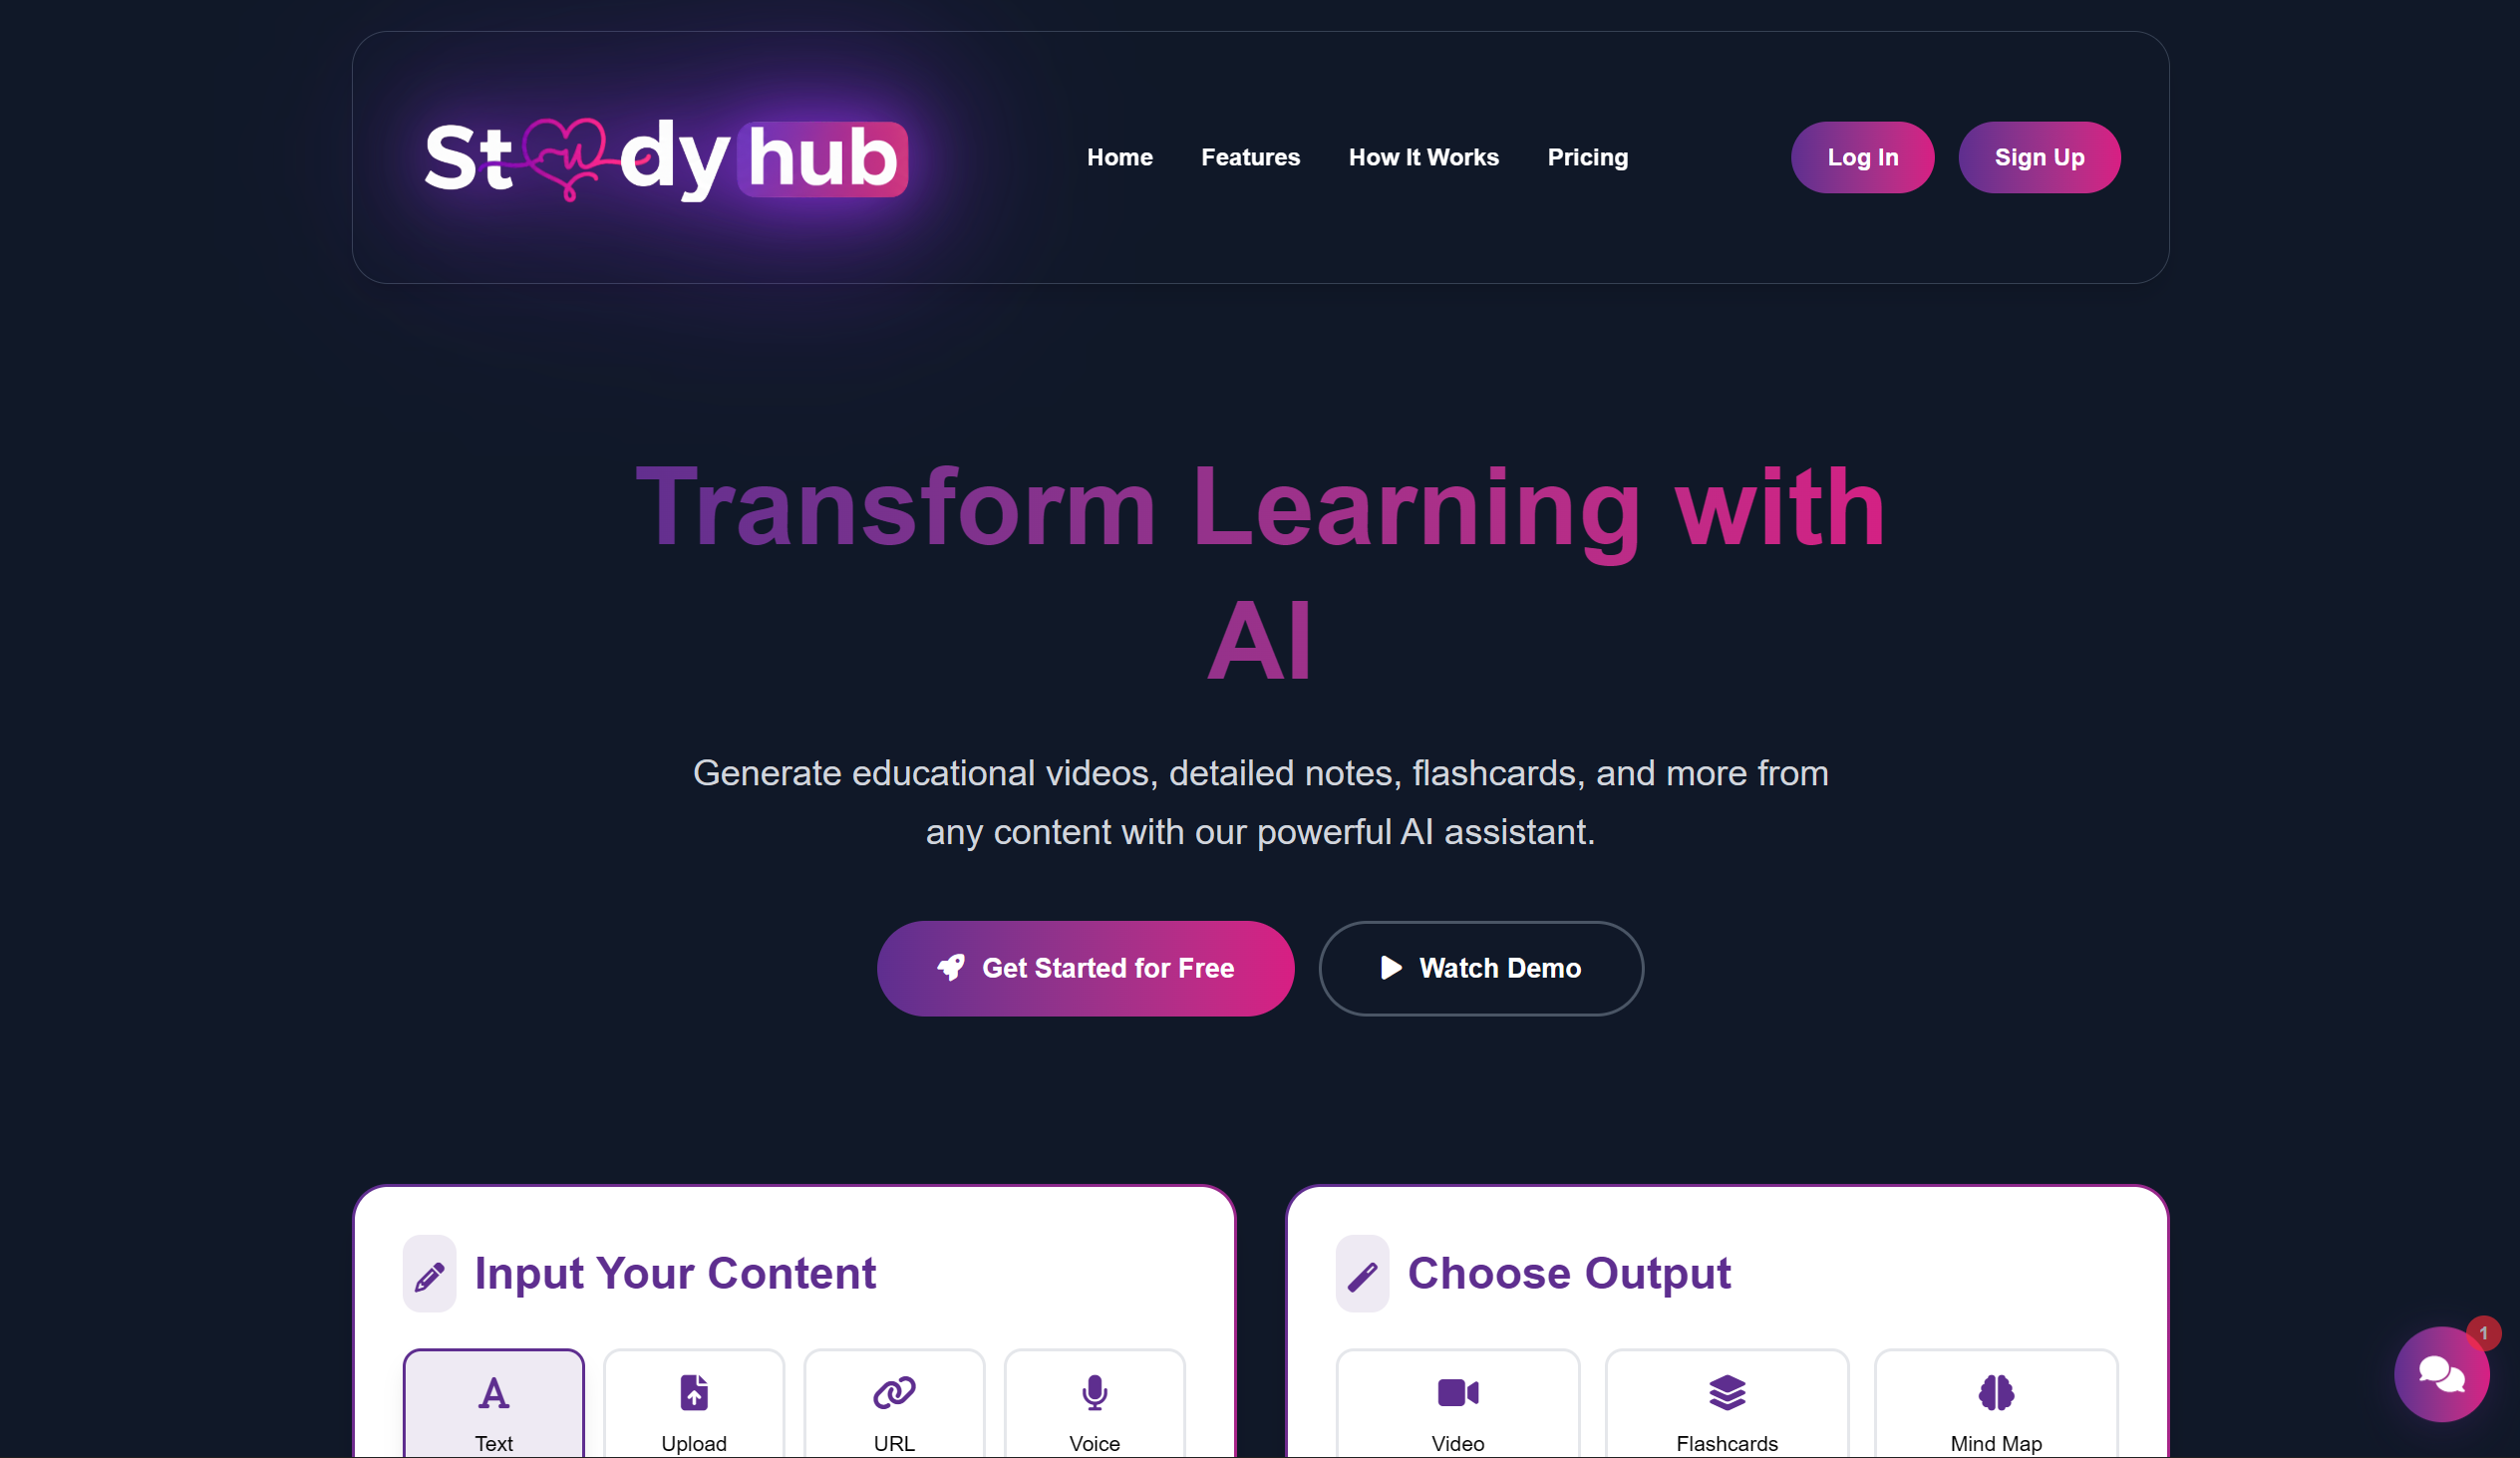 Studyhub
Home
Features
How It Works
Pricing
Log In
Sign Up
Transform Learning with
AI
Generate educational videos, detailed notes, flashcards, and more from
any content with our powerful AI assistant.
Get Started for Free
Watch Demo
Input Your Content
Text
Upload
URL
Voice
Choose Output
Video
Flashcards
Mind Map
1